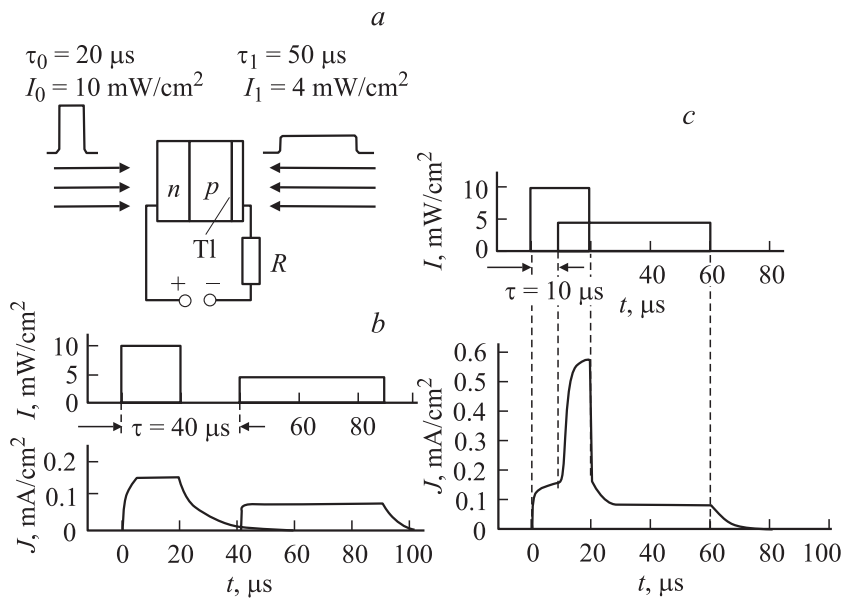 a
τ0 = 20 μs
I0 = 10 mW/cm²
τ1 = 50 μs
I1 = 4 mW/cm²
n
p
Tl
R
+ −
b
I, mW/cm²
10
5
0
τ = 40 μs
60 80
J, mA/cm²
0.2
0.1
0
0 20 40 60 80 100
t, μs
c
I, mW/cm²
10
5
0
40 60 80
τ = 10 μs
t, μs
J, mA/cm²
0.6
0.5
0.4
0.3
0.2
0.1
0
0 20 40 60 80 100
t, μs